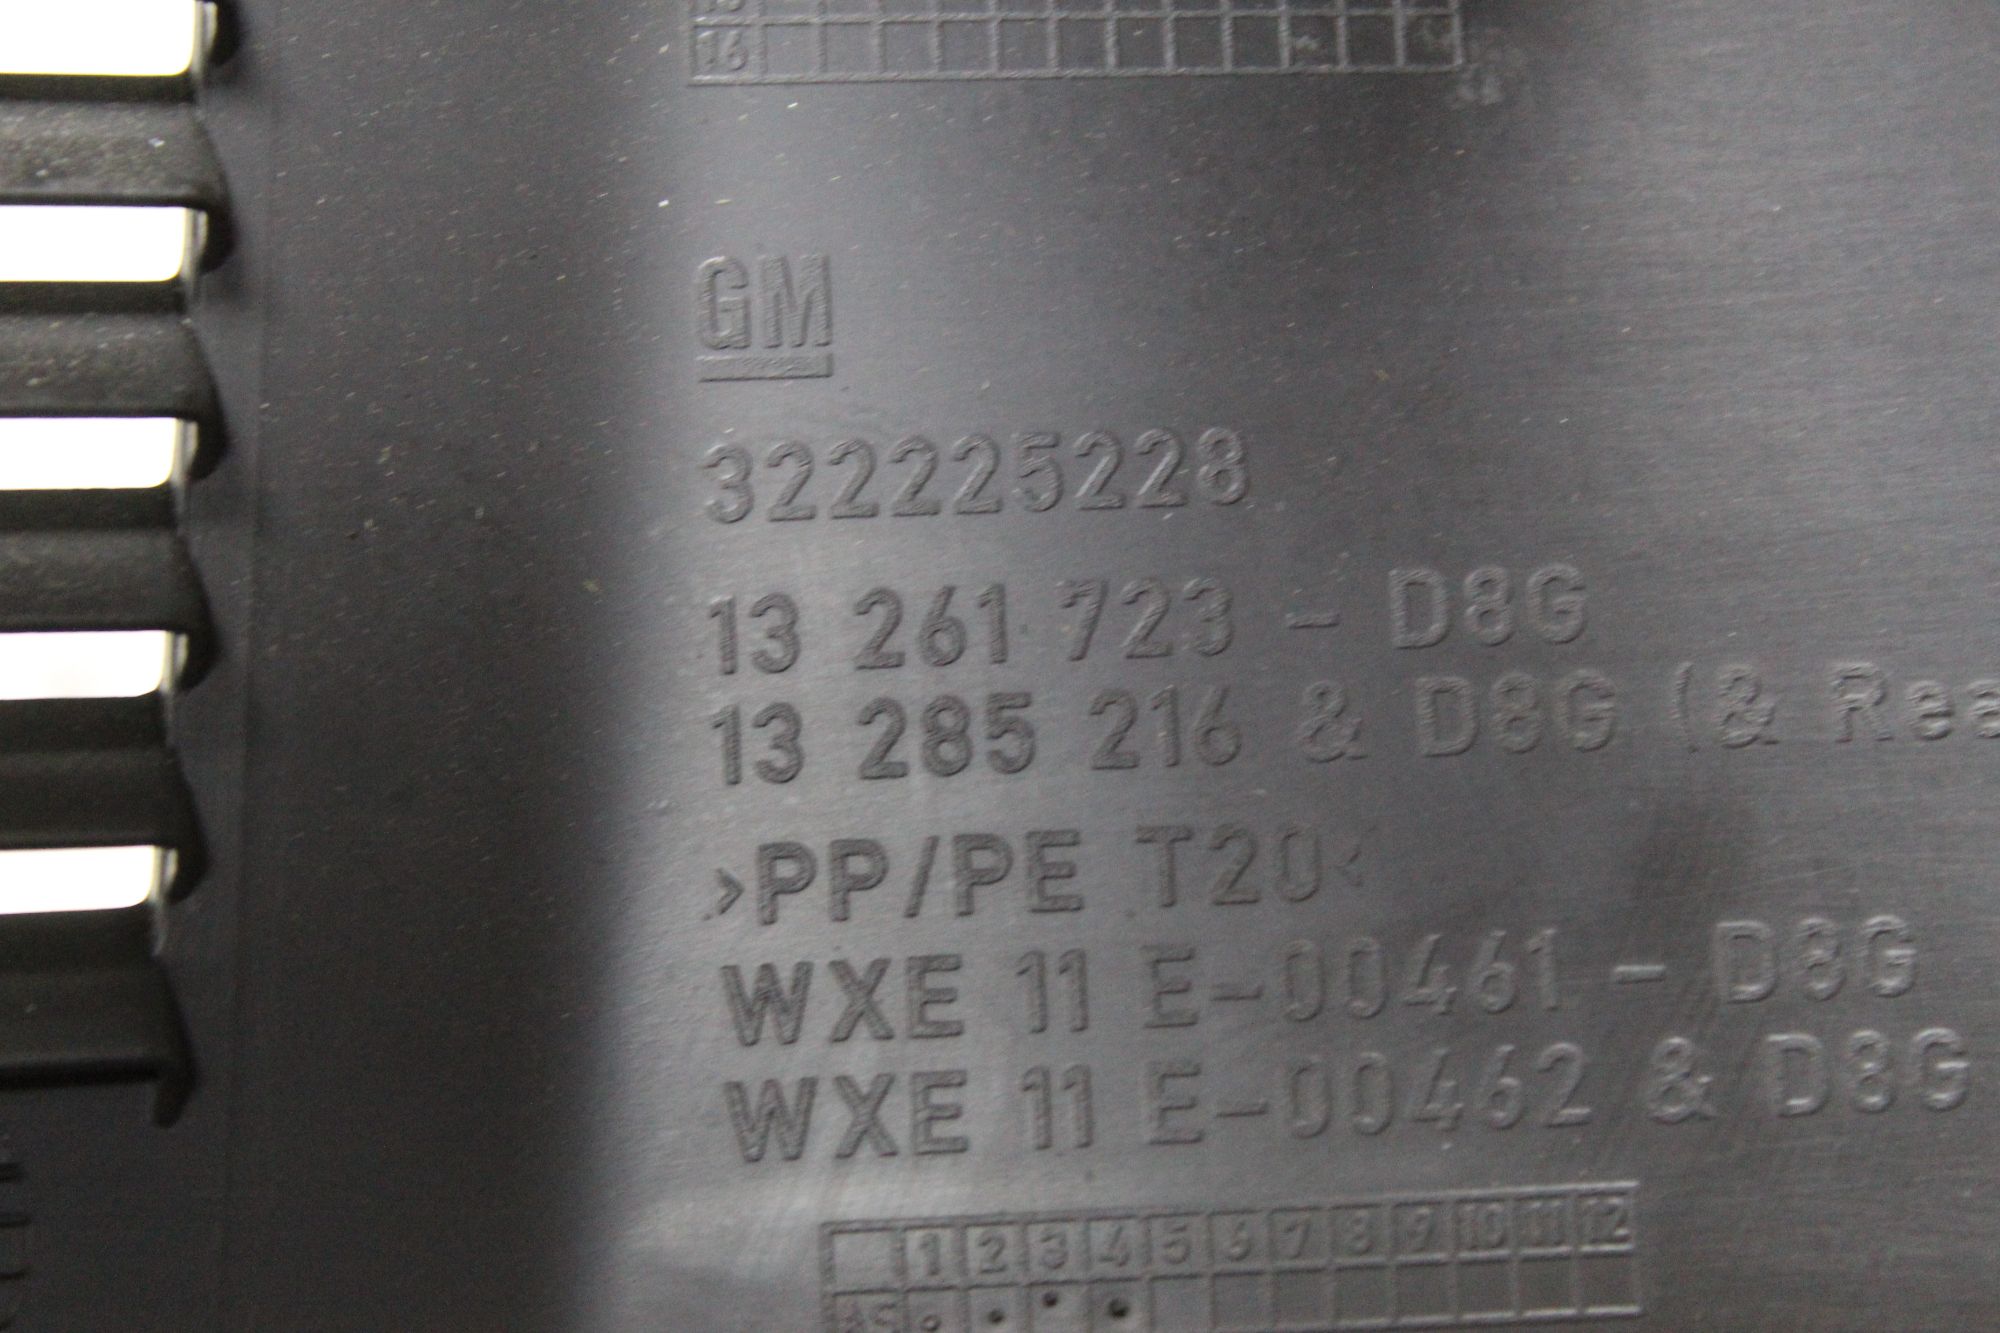 16
GM
322225228
13 261 723 - D8G
13 285 216 & D8G (& Rea
>PP/PE T20<
WXE 11 E-00461 - D8G
WXE 11 E-00462 & D8G
1 2 3 4 5 6 7 8 9 10 11 12